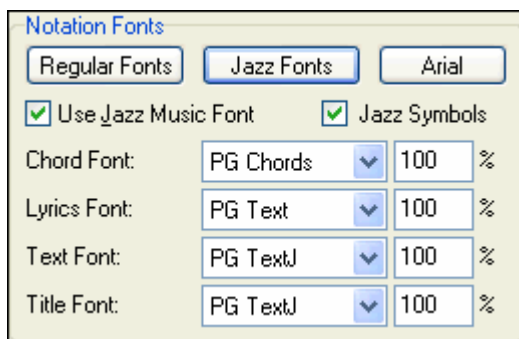 Notation Fonts
Regular Fonts Jazz Fonts Arial
Use Jazz Music Font Jazz Symbols
Chord Font: PG Chords 100 %
Lyrics Font: PG Text 100 %
Text Font: PG TextJ 100 %
Title Font: PG TextJ 100 %